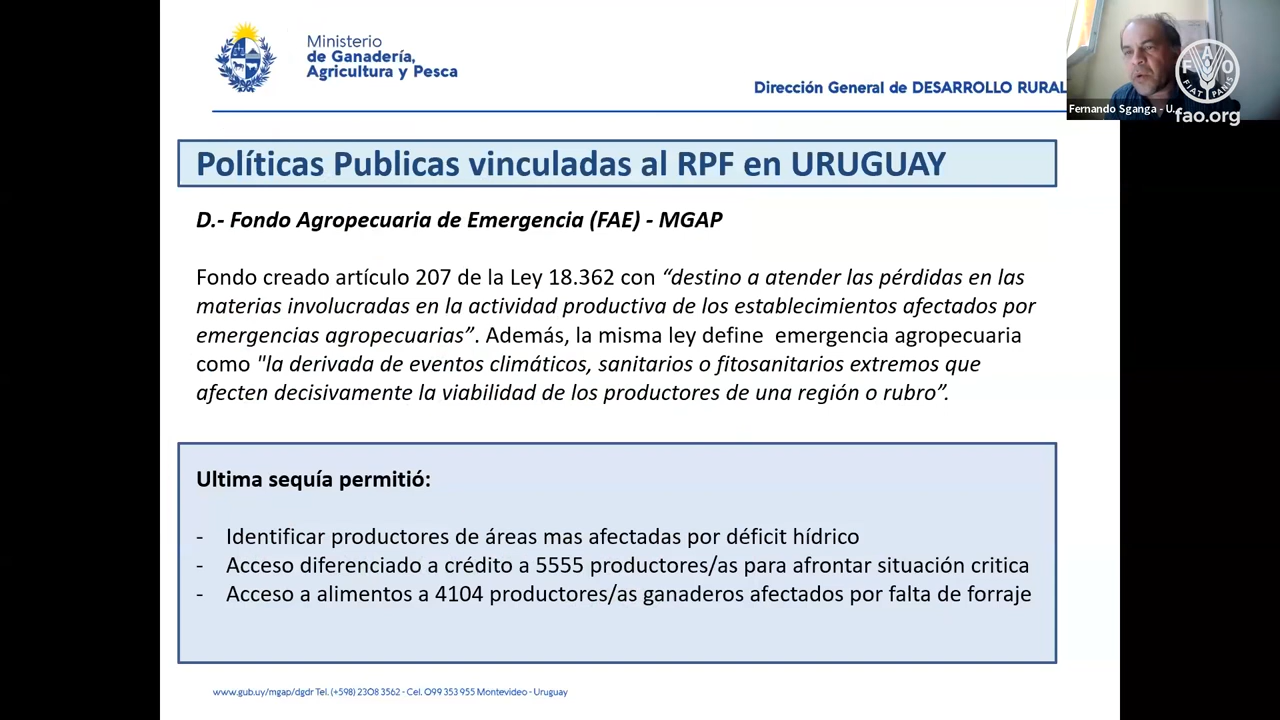 Ministerio
de Ganadería,
Agricultura y Pesca
Dirección General de DESARROLLO RURAL
Fernando Sganga - U...
FAO
FIAT PANIS
fao.org
Políticas Publicas vinculadas al RPF en URUGUAY
D.- Fondo Agropecuaria de Emergencia (FAE) - MGAP
Fondo creado artículo 207 de la Ley 18.362 con “destino a atender las pérdidas en las
materias involucradas en la actividad productiva de los establecimientos afectados por
emergencias agropecuarias”. Además, la misma ley define emergencia agropecuaria
como "la derivada de eventos climáticos, sanitarios o fitosanitarios extremos que
afecten decisivamente la viabilidad de los productores de una región o rubro”.
Ultima sequía permitió:
- Identificar productores de áreas mas afectadas por déficit hídrico
- Acceso diferenciado a crédito a 5555 productores/as para afrontar situación critica
- Acceso a alimentos a 4104 productores/as ganaderos afectados por falta de forraje
www.gub.uy/mgap/dgdr Tel. (+598) 2308 3562 - Cel. 099 353 955 Montevideo - Uruguay